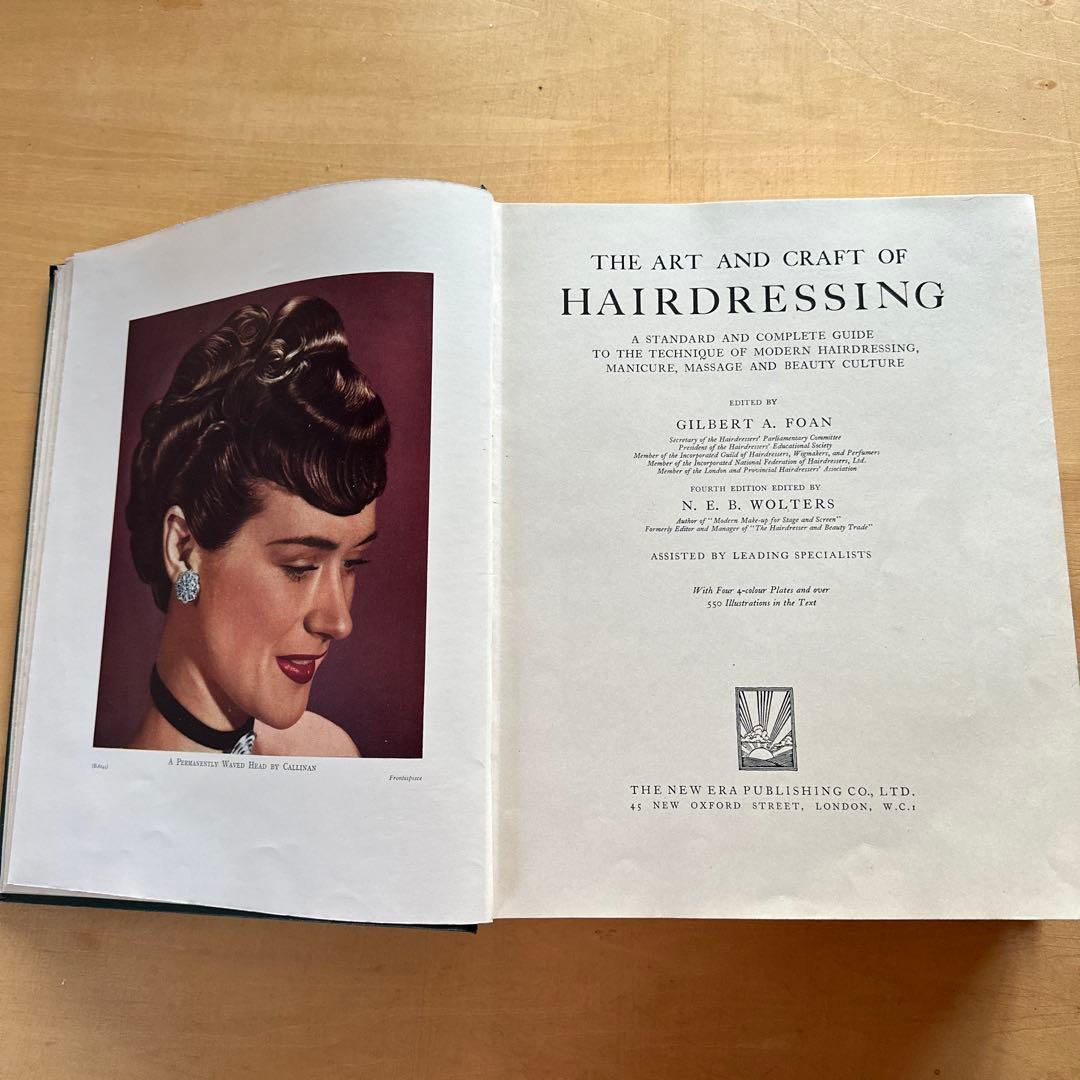 A Permanently Waved Head by Callinan
Frontispiece
THE ART AND CRAFT OF
HAIRDRESSING
A STANDARD AND COMPLETE GUIDE
TO THE TECHNIQUE OF MODERN HAIRDRESSING,
MANICURE, MASSAGE AND BEAUTY CULTURE
EDITED BY
GILBERT A. FOAN
Secretary of the Hairdressers' Parliamentary Committee
President of the Hairdressers' Educational Society
Member of the Incorporated Guild of Hairdressers, Wigmakers, and Perfumers
Member of the Incorporated National Federation of Hairdressers, Ltd.
Member of the London and Provincial Hairdressers' Association
FOURTH EDITION EDITED BY
N. E. B. WOLTERS
Author of "Modern Make-up for Stage and Screen"
Formerly Editor and Manager of "The Hairdresser and Beauty Trade"
ASSISTED BY LEADING SPECIALISTS
With Four 4-colour Plates and over
550 Illustrations in the Text
THE NEW ERA PUBLISHING CO., LTD.
45 NEW OXFORD STREET, LONDON, W.C.1